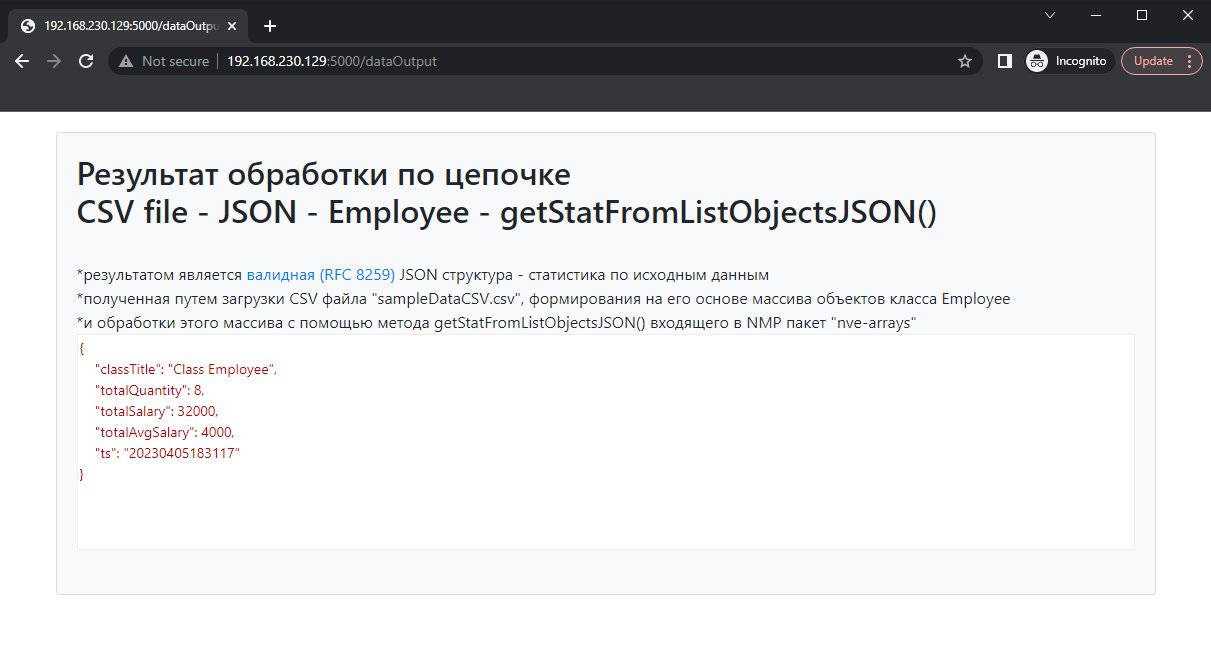 192.168.230.129:5000/dataOutpu
Not secure
192.168.230.129:5000/dataOutput
Incognito
Update
Результат обработки по цепочке
CSV file - JSON - Employee - getStatFromListObjectsJSON()
*результатом является валидная (RFC 8259) JSON структура - статистика по исходным данным
*полученная путем загрузки CSV файла "sampleDataCSV.csv", формирования на его основе массива объектов класса Employee
*и обработки этого массива с помощью метода getStatFromListObjectsJSON() входящего в NMP пакет "nve-arrays"
{
"classTitle": "Class Employee",
"totalQuantity": 8,
"totalSalary": 32000,
"totalAvgSalary": 4000,
"ts": "20230405183117"
}